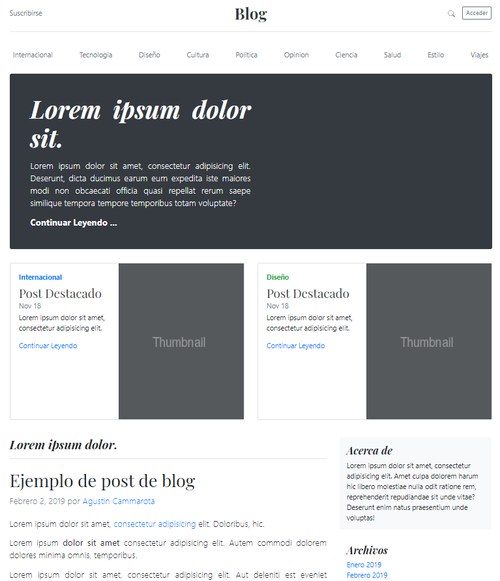 Suscribirse
Blog
Acceder
Internacional Tecnología Diseño Cultura Política Opinion Ciencia Salud Estilo Viajes
Lorem ipsum dolor
sit.
Lorem ipsum dolor sit amet, consectetur adipisicing elit.
Deserunt, dicta ducimus earum eum expedita iste maiores
modi non obcaecati officia quasi repellat rerum saepe
similique tempora tempore temporibus totam voluptate?
Continuar Leyendo ...
Internacional
Post Destacado
Nov 18
Lorem ipsum dolor sit amet,
consectetur adipisicing elit.
Continuar Leyendo
Thumbnail
Diseño
Post Destacado
Nov 18
Lorem ipsum dolor sit amet,
consectetur adipisicing elit.
Continuar Leyendo
Thumbnail
Lorem ipsum dolor.
Ejemplo de post de blog
Febrero 2, 2019 por Agustin Cammarota
Lorem ipsum dolor sit amet, consectetur adipisicing elit. Doloribus, hic.
Lorem ipsum dolor sit amet consectetur adipisicing elit. Autem commodi dolorem
dolores minima omnis, temporibus.
Lorem ipsum dolor sit amet, consectetur adipisicing elit. Aut deleniti est eveniet
Acerca de
Lorem ipsum dolor sit amet, consectetur
adipisicing elit. Amet culpa dolorem harum
hic libero molestiae nulla odit ratione rem,
reprehenderit repudiandae sit unde vitae?
Deserunt enim natus praesentium unde
voluptas!
Archivos
Enero 2019
Febrero 2019